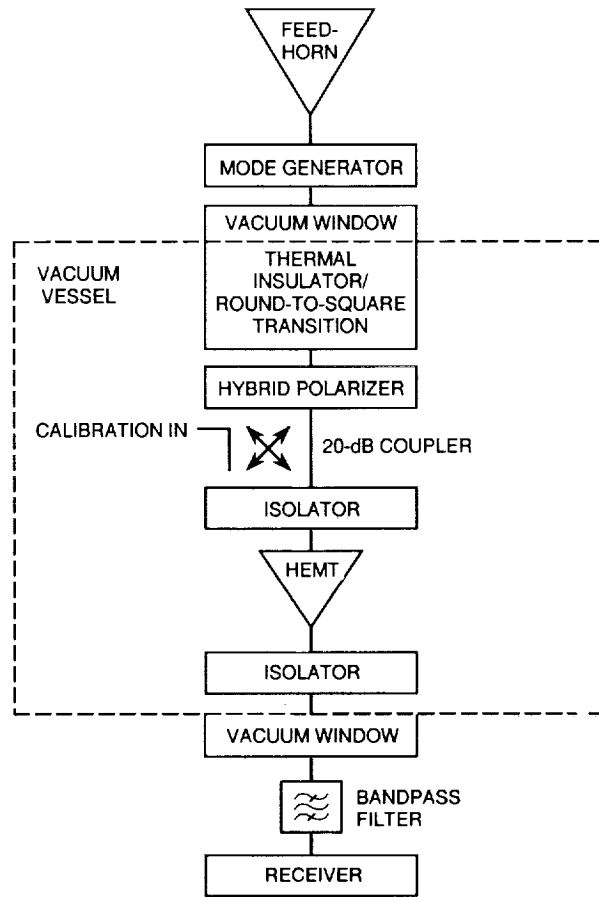 FEED-
HORN
MODE GENERATOR
VACUUM WINDOW
VACUUM
VESSEL
THERMAL
INSULATOR/
ROUND-TO-SQUARE
TRANSITION
HYBRID POLARIZER
CALIBRATION IN
20-dB COUPLER
ISOLATOR
HEMT
ISOLATOR
VACUUM WINDOW
BANDPASS
FILTER
RECEIVER